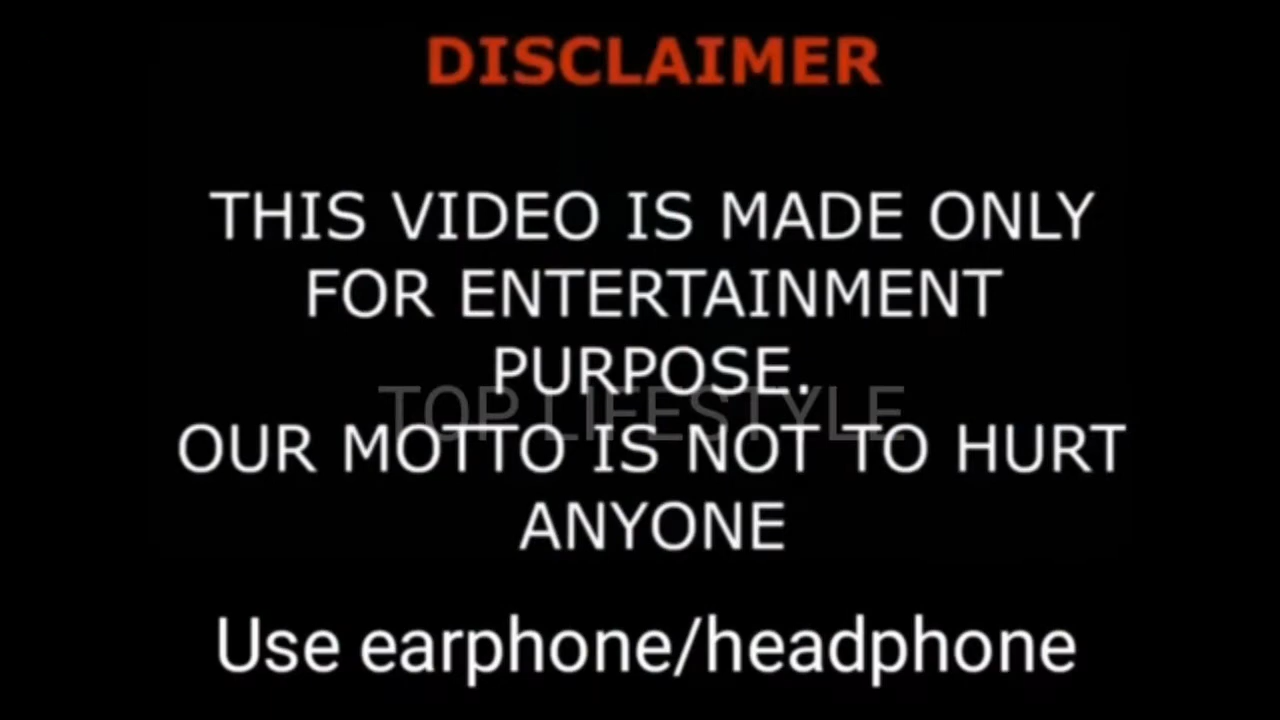 DISCLAIMER
THIS VIDEO IS MADE ONLY
FOR ENTERTAINMENT
PURPOSE.
TOP LIFESTYLE
OUR MOTTO IS NOT TO HURT
ANYONE
Use earphone/headphone